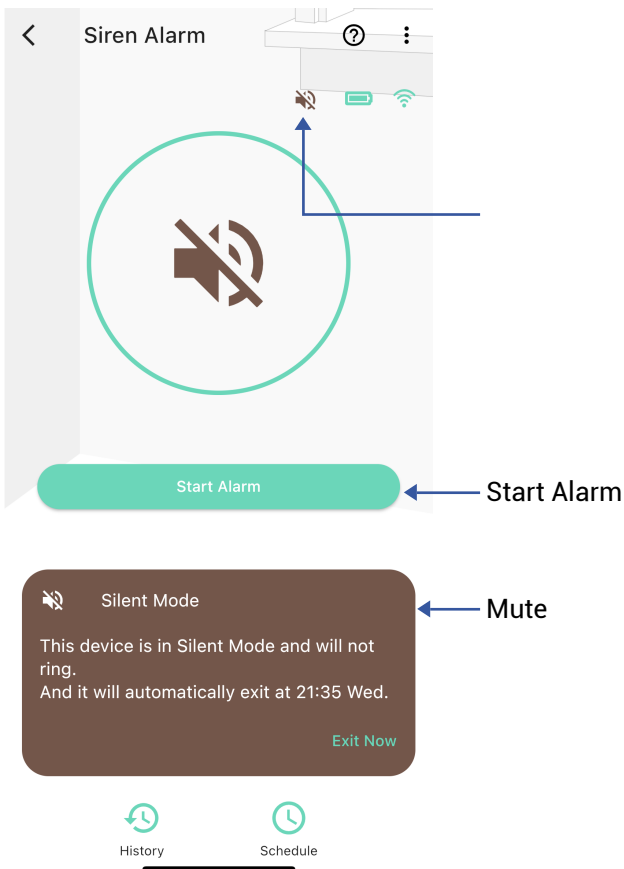 Siren Alarm
Start Alarm
Start Alarm
Silent Mode
Mute
This device is in Silent Mode and will not
ring.
And it will automatically exit at 21:35 Wed.
Exit Now
History
Schedule